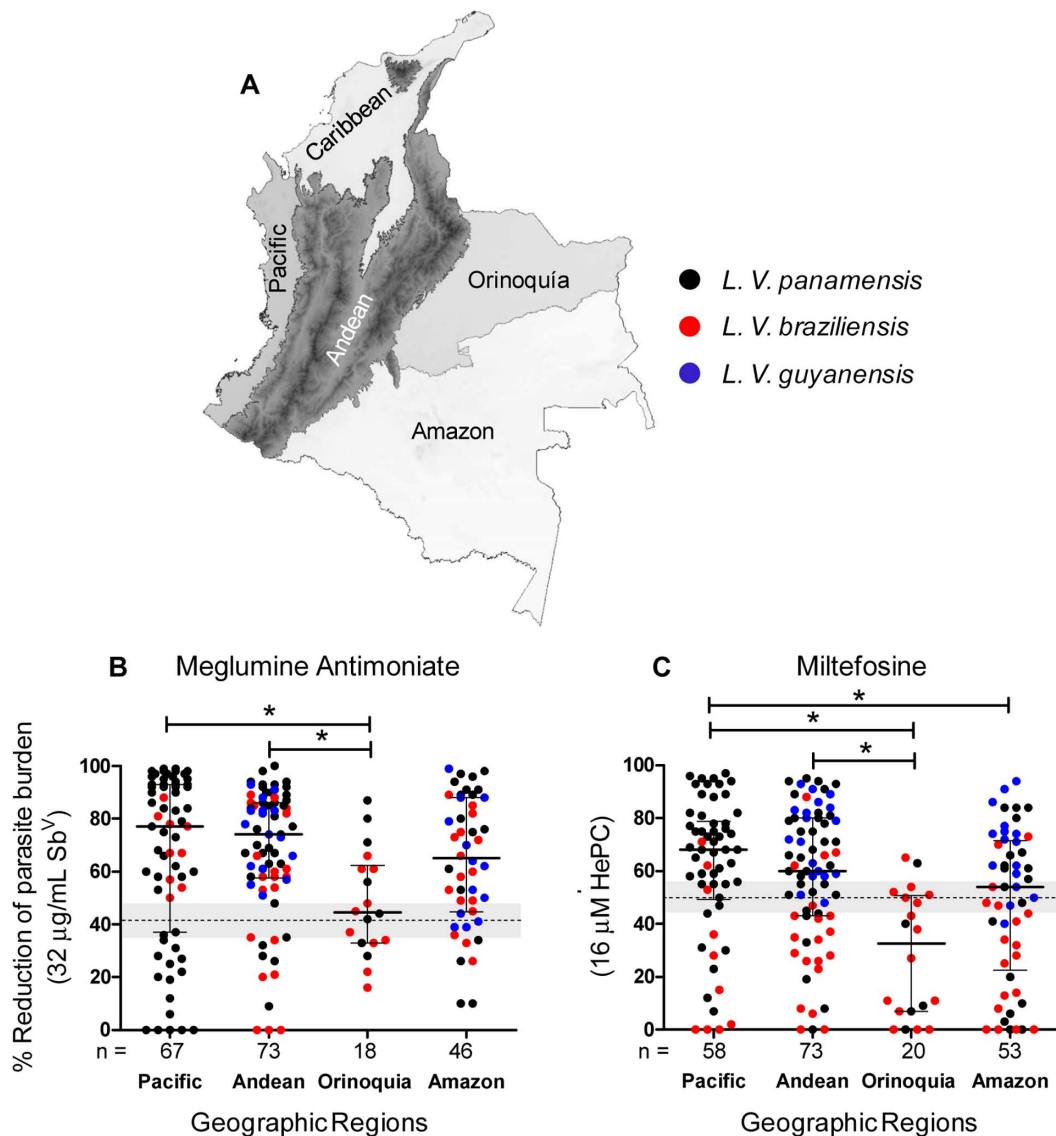 A
Caribbean
Pacific
Andean
Orinoquía
Amazon
L. V. panamensis
L. V. braziliensis
L. V. guyanensis
B Meglumine Antimoniate
% Reduction of parasite burden
(32 µg/mL Sbⱽ)
100
80
60
40
20
0
* *
n = 67 73 18 46
Pacific Andean Orinoquia Amazon
Geographic Regions
C Miltefosine
(16 µM HePC)
100
80
60
40
20
0
* * *
n = 58 73 20 53
Pacific Andean Orinoquia Amazon
Geographic Regions